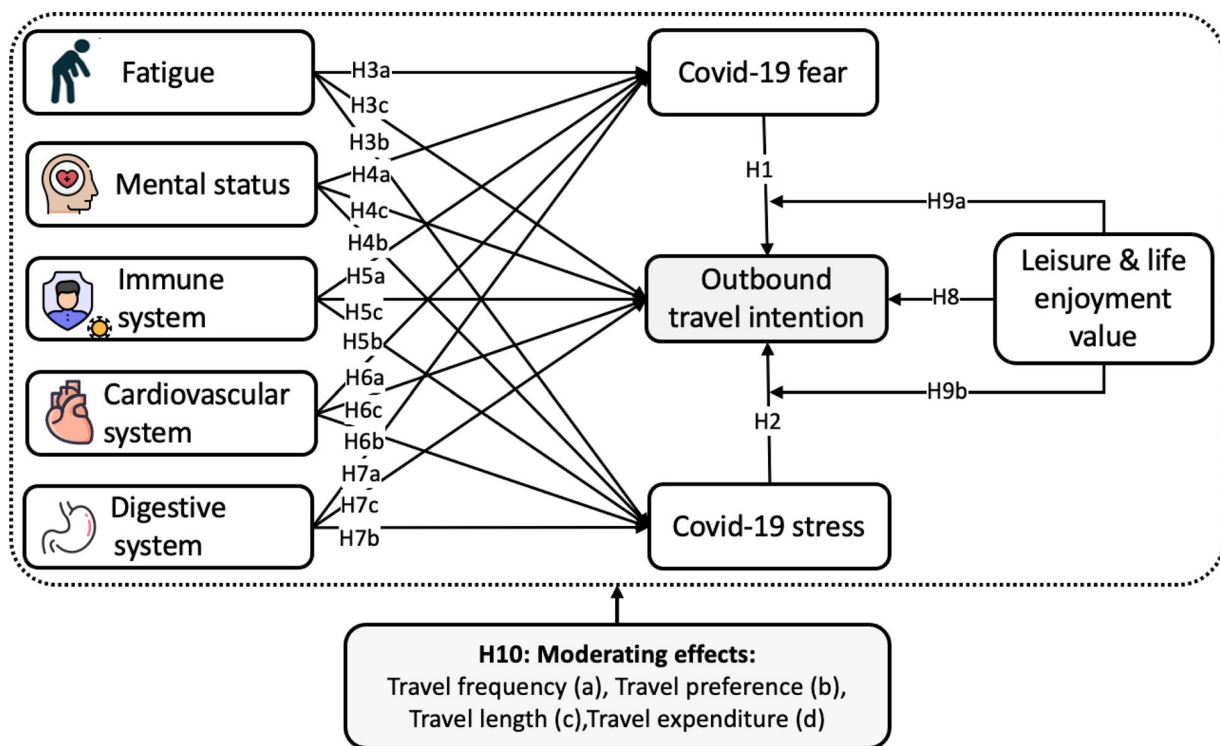 Fatigue
Mental status
Immune
system
Cardiovascular
system
Digestive
system
H3a
H3c
H3b
H4a
H4c
H4b
H5a
H5c
H5b
H6a
H6c
H6b
H7a
H7c
H7b
Covid-19 fear
H1
Outbound
travel intention
H2
Covid-19 stress
H9a
H8
H9b
Leisure & life
enjoyment
value
H10: Moderating effects:
Travel frequency (a), Travel preference (b),
Travel length (c),Travel expenditure (d)